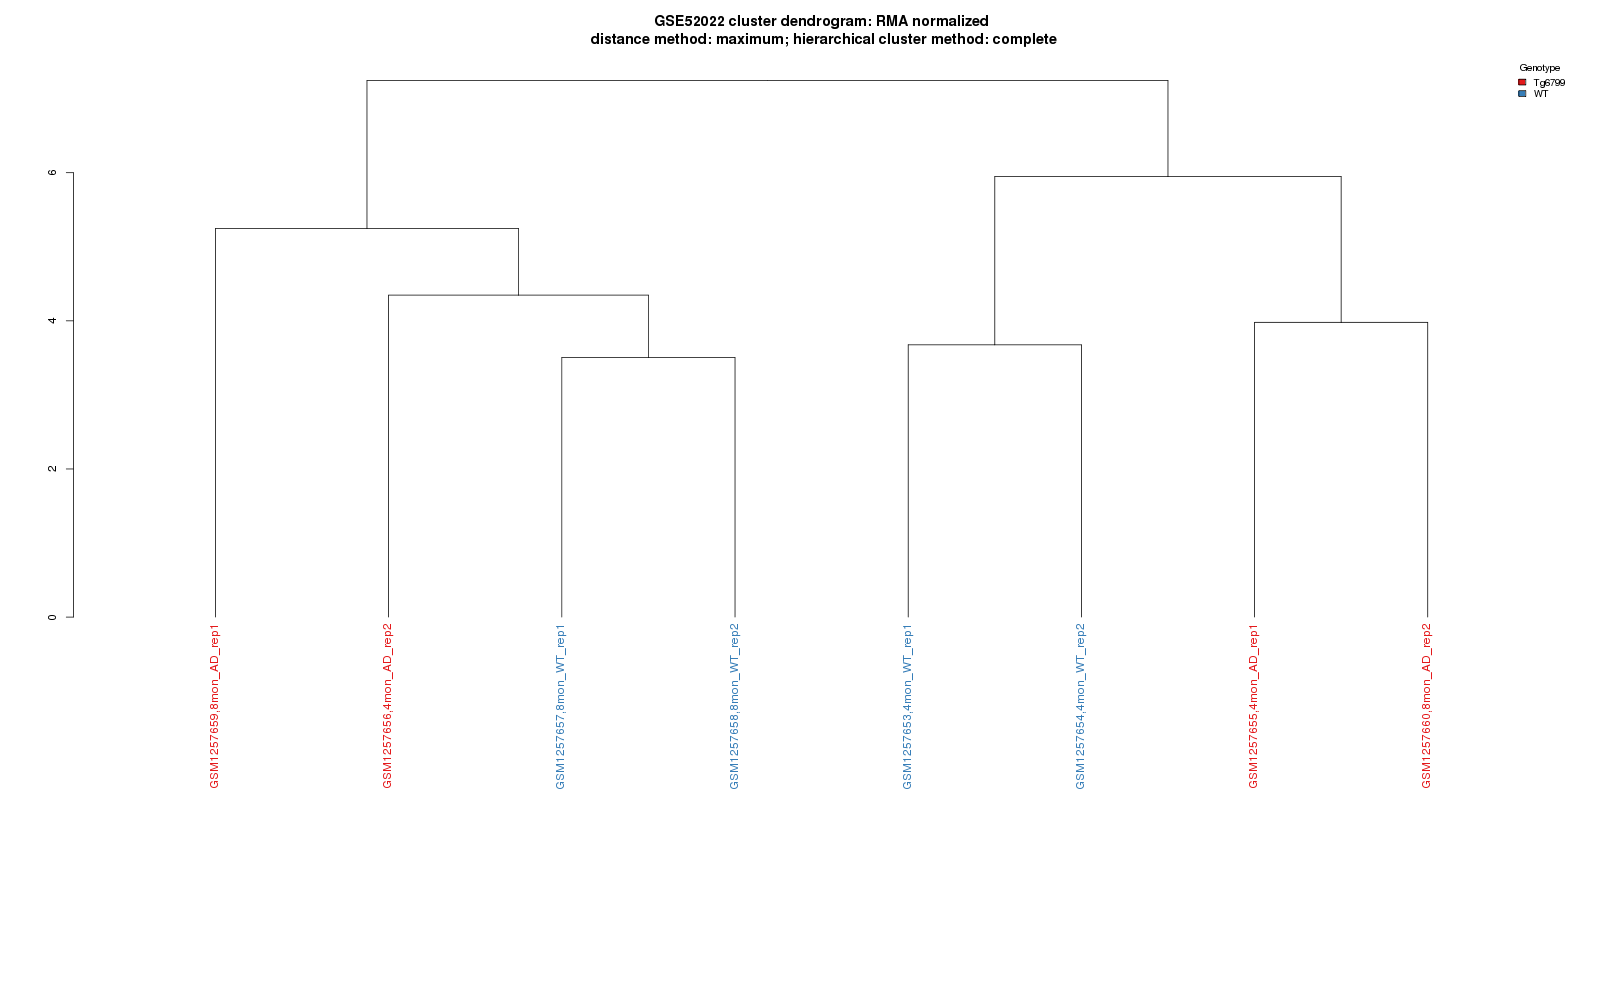 GSE52022 cluster dendrogram: RMA normalized
distance method: maximum; hierarchical cluster method: complete
Genotype
Tg6799
WT
6
4
2
0
GSM1257659,8mon_AD_rep1
GSM1257656,4mon_AD_rep2
GSM1257657,8mon_WT_rep1
GSM1257658,8mon_WT_rep2
GSM1257653,4mon_WT_rep1
GSM1257654,4mon_WT_rep2
GSM1257655,4mon_AD_rep1
GSM1257660,8mon_AD_rep2